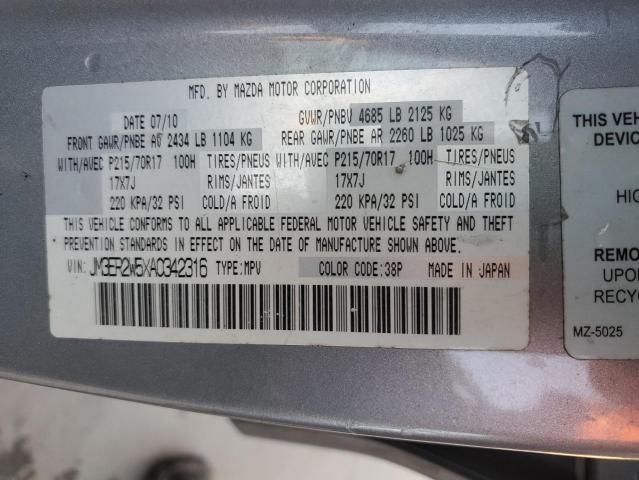 MFD. BY MAZDA MOTOR CORPORATION
DATE 07/10 GVWR/PNBV 4685 LB 2125 KG
FRONT GAWR/PNBE AV 2434 LB 1104 KG REAR GAWR/PNBE AR 2260 LB 1025 KG
WITH/AVEC P215/70R17 100H TIRES/PNEUS WITH/AVEC P215/70R17 100H TIRES/PNEUS
17X7J RIMS/JANTES 17X7J RIMS/JANTES
220 KPA/32 PSI COLD/A FROID 220 KPA/32 PSI COLD/A FROID
THIS VEHICLE CONFORMS TO ALL APPLICABLE FEDERAL MOTOR VEHICLE SAFETY AND THEFT
PREVENTION STANDARDS IN EFFECT ON THE DATE OF MANUFACTURE SHOWN ABOVE.
VIN: JM3ER2W5XA0342316 TYPE:MPV COLOR CODE:38P MADE IN JAPAN
THIS VEH
DEVIC
HIG
REMO
UPO
RECYC
MZ-5025